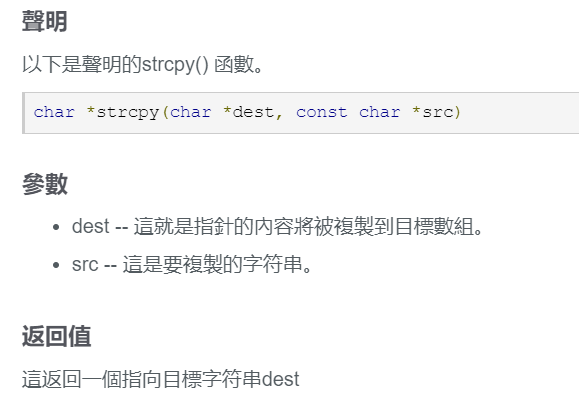 聲明
以下是聲明的strcpy() 函數。
char *strcpy(char *dest, const char *src)
參數
• dest -- 這就是指針的內容將被複製到目標數組。
• src -- 這是要複製的字符串。
返回值
這返回一個指向目標字符串dest